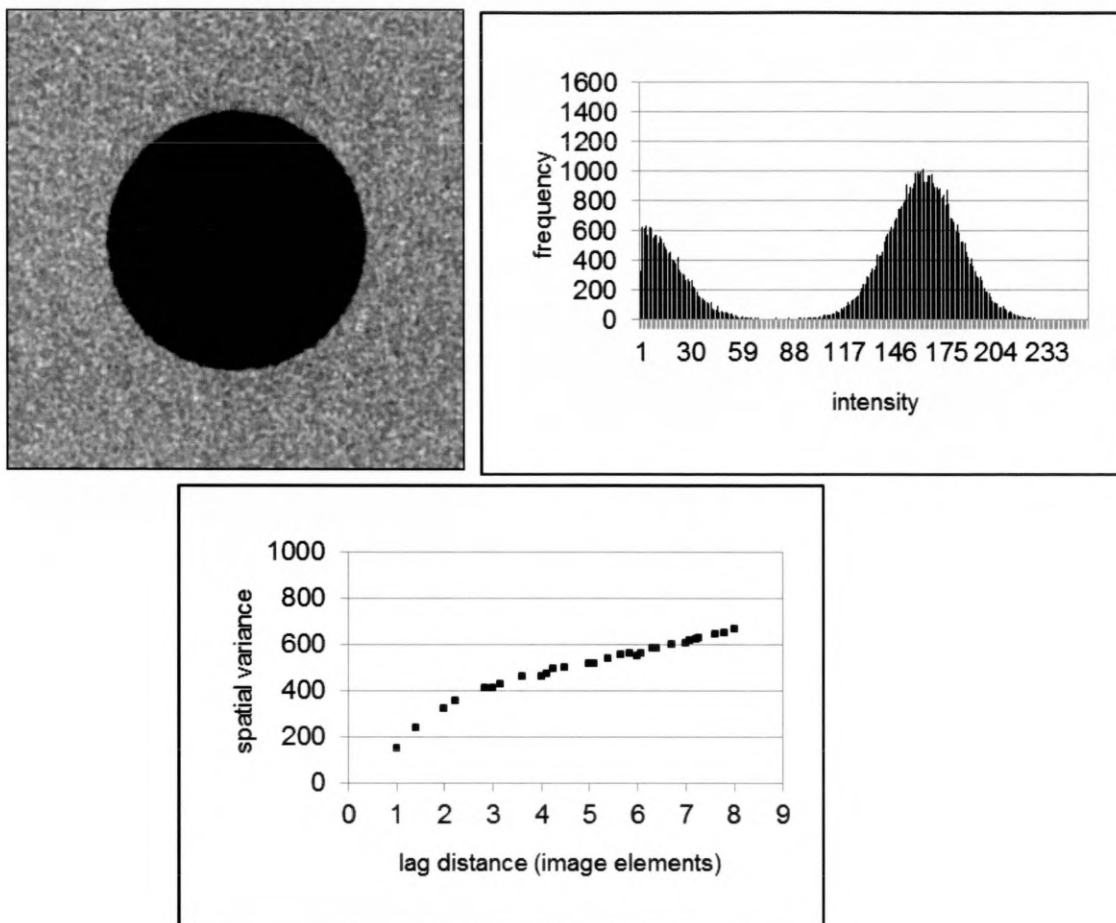 1600
1400
1200
1000
800
600
400
200
0
frequency
1 30 59 88 117 146 175 204 233
intensity
1000
800
600
400
200
0
spatial variance
0 1 2 3 4 5 6 7 8 9
lag distance (image elements)